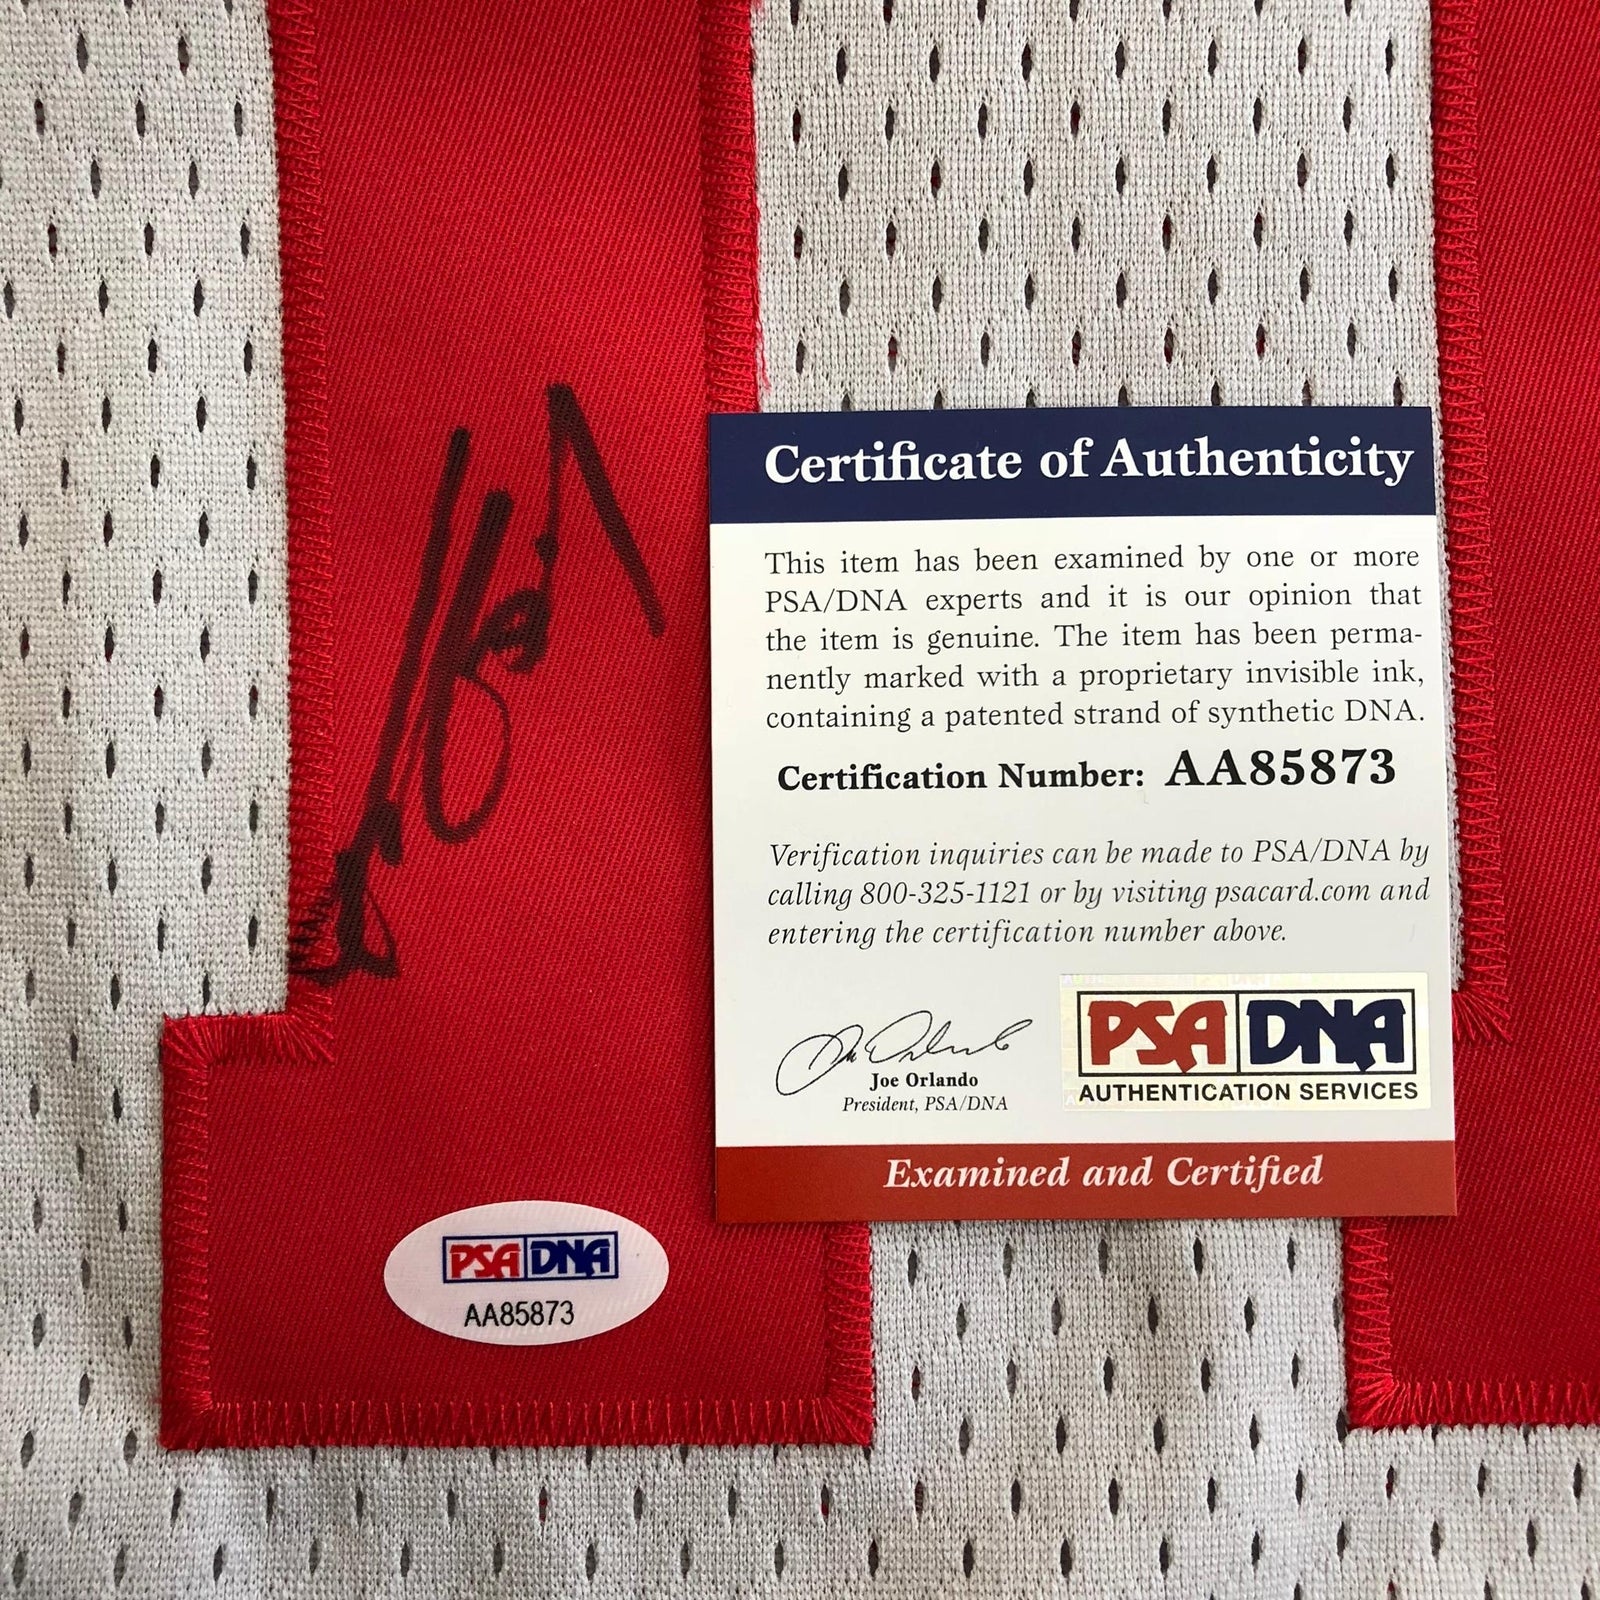 Certificate of Authenticity
This item has been examined by one or more
PSA/DNA experts and it is our opinion that
the item is genuine. The item has been perma-
nently marked with a proprietary invisible ink,
containing a patented strand of synthetic DNA.
Certification Number: AA85873
Verification inquiries can be made to PSA/DNA by
calling 800-325-1121 or by visiting psacard.com and
entering the certification number above.
Joe Orlando
President, PSA/DNA
PSA DNA
AUTHENTICATION SERVICES
Examined and Certified
PSA DNA
AA85873